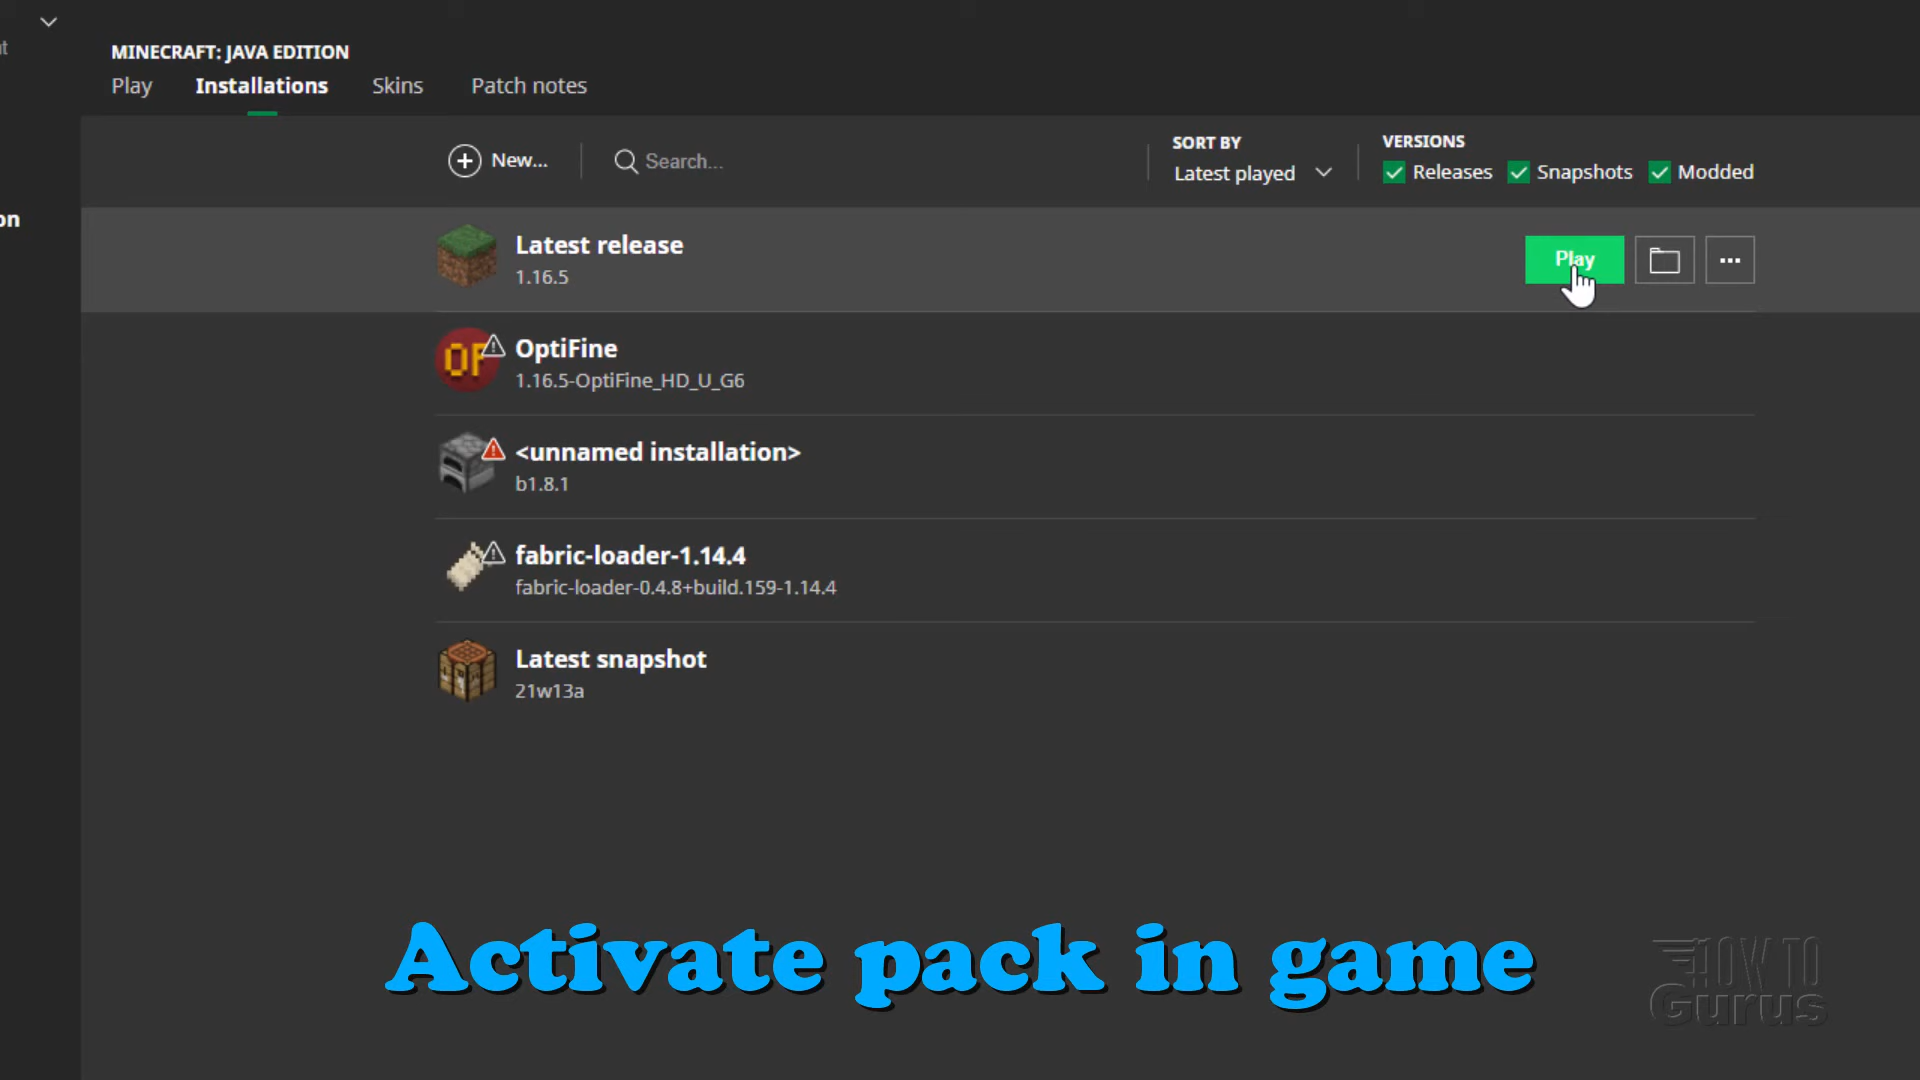 MINECRAFT: JAVA EDITION
Play Installations Skins Patch notes
New... Search...
SORT BY
Latest played
VERSIONS
Releases Snapshots Modded
on
Latest release
1.16.5
Play
OF
OptiFine
1.16.5-OptiFine_HD_U_G6
<unnamed installation>
b1.8.1
fabric-loader-1.14.4
fabric-loader-0.4.8+build.159-1.14.4
Latest snapshot
21w13a
Activate pack in game
HOW TO
Gurus